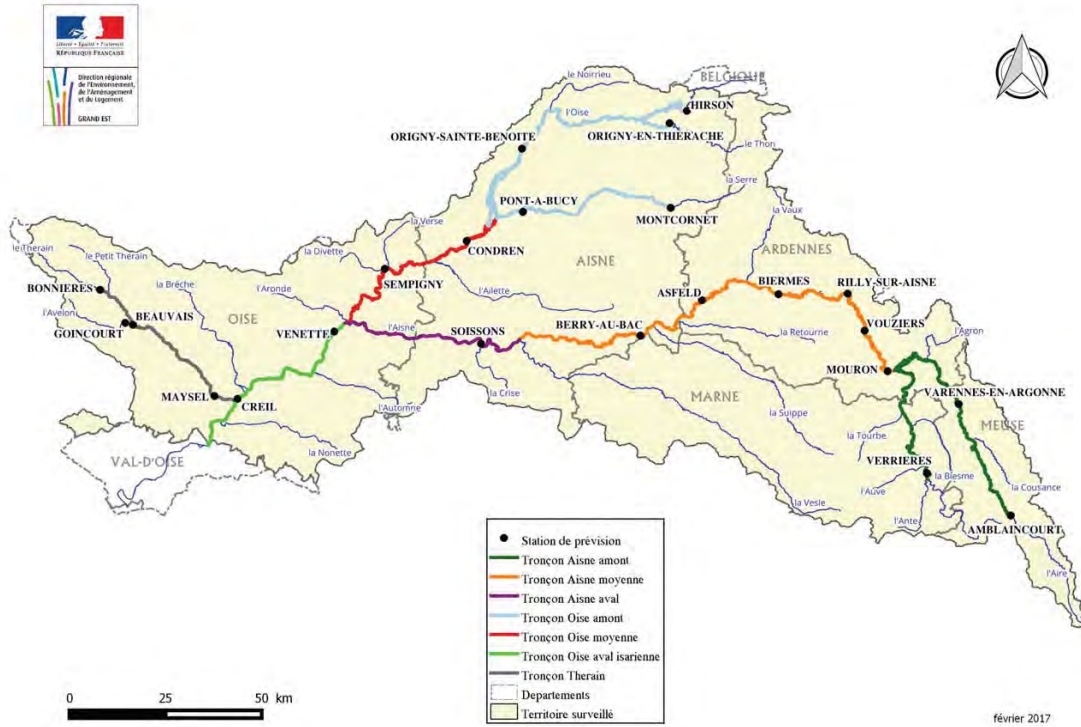 Liberté • Égalité • Fraternité
RÉPUBLIQUE FRANÇAISE
Direction régionale
de l'Environnement,
de l'Aménagement
et du Logement
GRAND EST
BELGIQUE
le Noirrieu
HIRSON
l'Oise
ORIGNY-SAINTE-BENOITE
ORIGNY-EN-THIERACHE
le Thon
PONT-A-BUCY
la Serre
MONTCORNET
la Vaux
la Verse
CONDREN
ARDENNES
le Therain
le Petit Thérain
la Divette
AISNE
BONNIERES
la Brêche
SEMPIGNY
l'Ailette
ASFELD
BIERMES
RILLY-SUR-AISNE
l'Aronde
l'Avelon
BEAUVAIS
OISE
GOINCOURT
VENETTE
l'Aisne
SOISSONS
BERRY-AU-BAC
la Retourne
VOUZIERS
l'Agron
MOURON
MAYSEL
CREIL
l'Automne
la Crise
MARNE
VARENNES-EN-ARGONNE
la Suippe
MEUSE
la Nonette
la Tourbe
VAL-D'OISE
VERRIERES
la Biesme
la Cousance
la Vesle
l'Auve
l'Ante
AMBLAINCOURT
l'Aire
Station de prévision
Tronçon Aisne amont
Tronçon Aisne moyenne
Tronçon Aisne aval
Tronçon Oise amont
Tronçon Oise moyenne
Tronçon Oise aval isarienne
Tronçon Therain
Departements
Territoire surveillé
0 25 50 km
février 2017